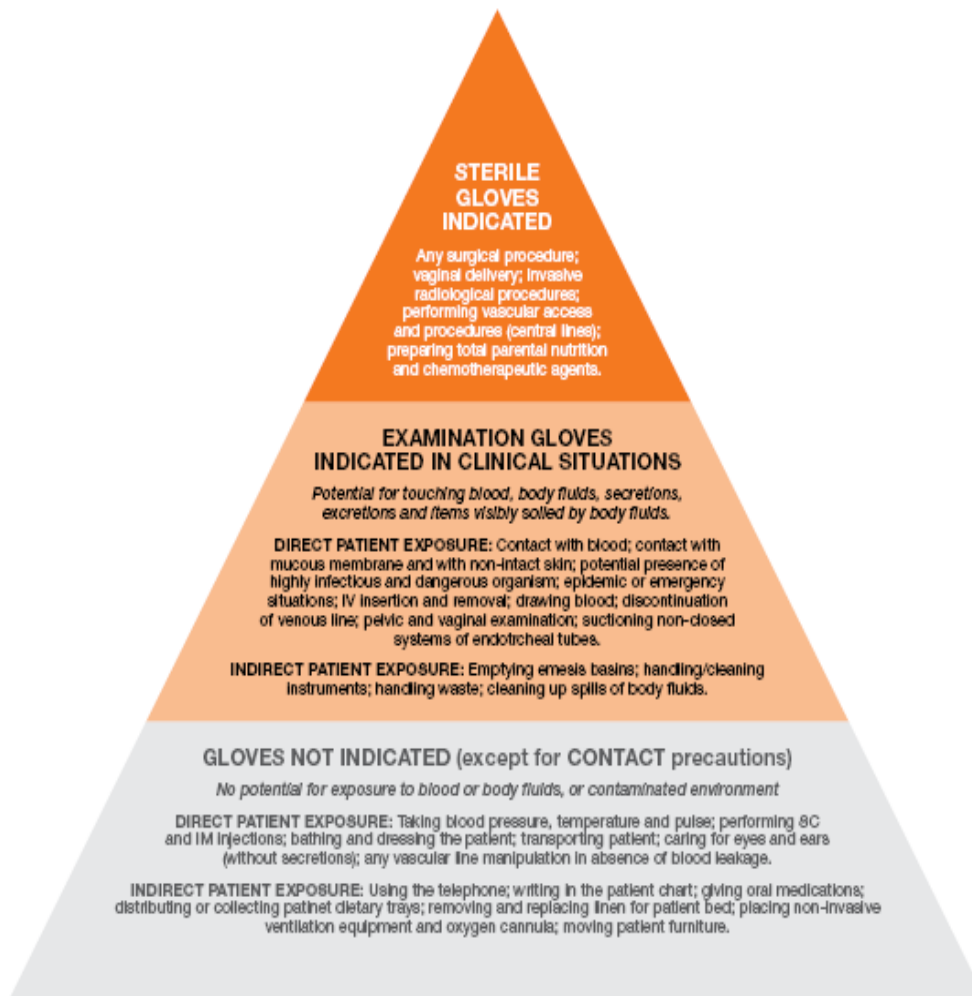 STERILE
GLOVES
INDICATED
Any surgical procedure;
vaginal delivery; invasive
radiological procedures;
performing vascular access
and procedures (central lines);
preparing total parental nutrition
and chemotherapeutic agents.
EXAMINATION GLOVES
INDICATED IN CLINICAL SITUATIONS
Potential for touching blood, body fluids, secretions,
excretions and items visibly soiled by body fluids.
DIRECT PATIENT EXPOSURE: Contact with blood; contact with
mucous membrane and with non-intact skin; potential presence of
highly infectious and dangerous organism; epidemic or emergency
situations; IV insertion and removal; drawing blood; discontinuation
of venous line; pelvic and vaginal examination; suctioning non-closed
systems of endotrcheal tubes.
INDIRECT PATIENT EXPOSURE: Emptying emesis basins; handling/cleaning
instruments; handling waste; cleaning up spills of body fluids.
GLOVES NOT INDICATED (except for CONTACT precautions)
No potential for exposure to blood or body fluids, or contaminated environment
DIRECT PATIENT EXPOSURE: Taking blood pressure, temperature and pulse; performing SC
and IM injections; bathing and dressing the patient; transporting patient; caring for eyes and ears
(without secretions); any vascular line manipulation in absence of blood leakage.
INDIRECT PATIENT EXPOSURE: Using the telephone; writing in the patient chart; giving oral medications;
distributing or collecting patinet dietary trays; removing and replacing linen for patient bed; placing non-invasive
ventilation equipment and oxygen cannula; moving patient furniture.